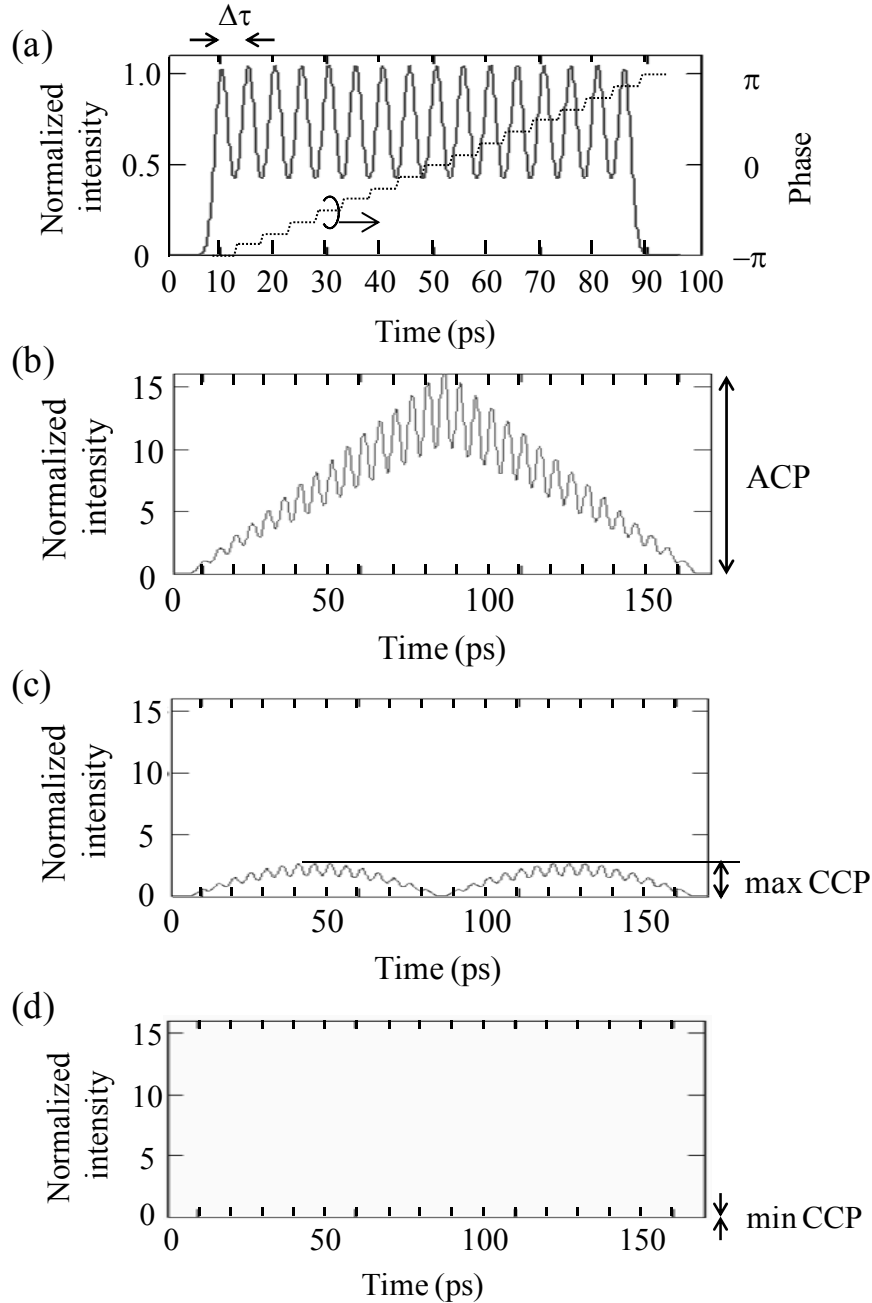 (a)
Δτ
Normalized intensity
1.0
0.5
0
π
0
−π
Phase
0 10 20 30 40 50 60 70 80 90 100
Time (ps)
(b)
Normalized intensity
15
10
5
0
ACP
0 50 100 150
Time (ps)
(c)
Normalized intensity
15
10
5
0
max CCP
0 50 100 150
Time (ps)
(d)
Normalized intensity
15
10
5
0
min CCP
0 50 100 150
Time (ps)